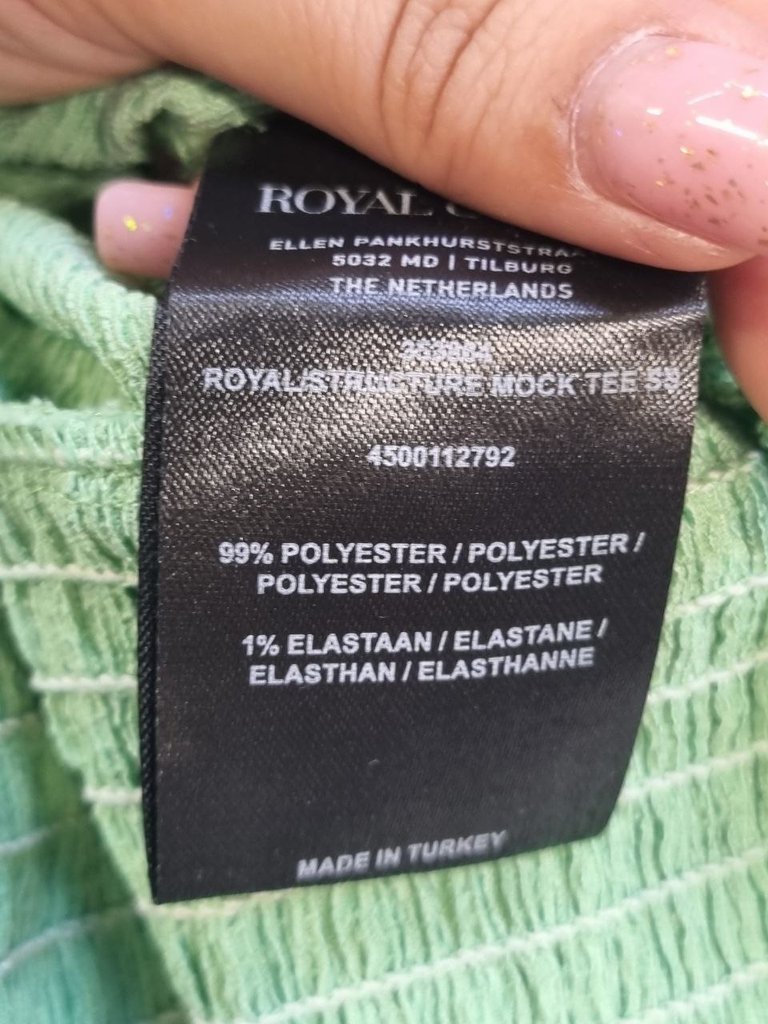 ROYAL
ELLEN PANKHURSTSTRAA
5032 MD | TILBURG
THE NETHERLANDS
ROYAL/STRUCTURE MOCK TEE SS
4500112792
99% POLYESTER / POLYESTER /
POLYESTER / POLYESTER
1% ELASTAAN / ELASTANE /
ELASTHAN / ELASTHANNE
MADE IN TURKEY